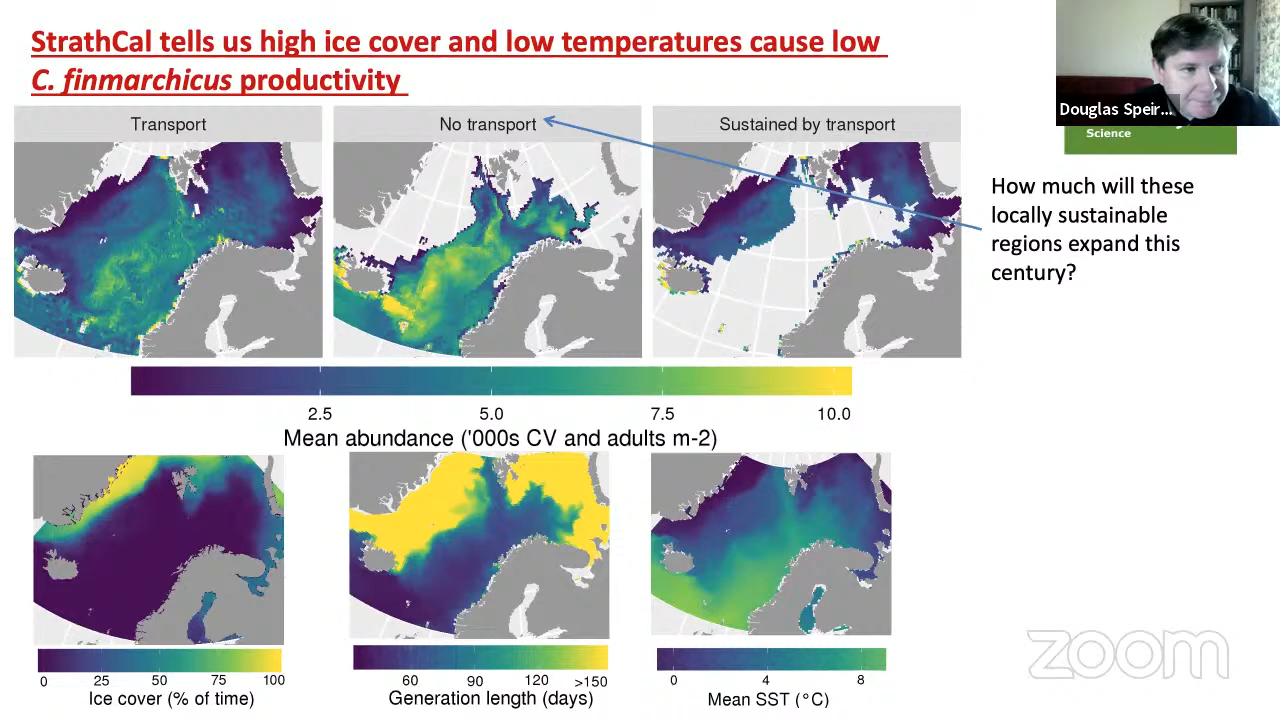 StrathCal tells us high ice cover and low temperatures cause low
C. finmarchicus productivity
Douglas Speir...
Science
Transport
No transport
Sustained by transport
How much will these
locally sustainable
regions expand this
century?
2.5 5.0 7.5 10.0
Mean abundance ('000s CV and adults m-2)
0 25 50 75 100
Ice cover (% of time)
60 90 120 >150
Generation length (days)
0 4 8
Mean SST (°C)
zoom